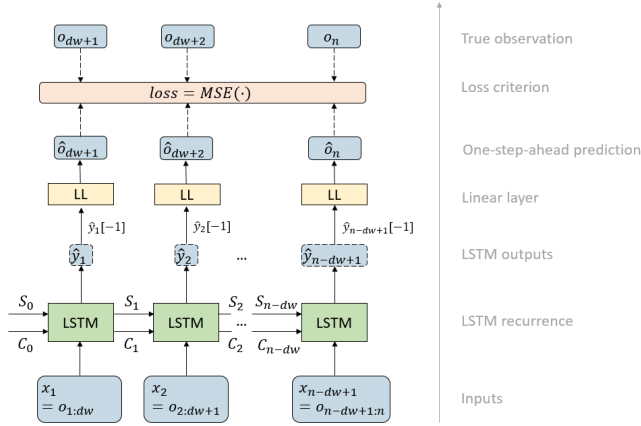 o_{dw+1} o_{dw+2} o_n True observation
loss = MSE(·) Loss criterion
ô_{dw+1} ô_{dw+2} ô_n One-step-ahead prediction
LL LL LL Linear layer
ŷ_1[-1] ŷ_2[-1] ŷ_{n-dw+1}[-1]
ŷ_1 ŷ_2 ... ŷ_{n-dw+1} LSTM outputs
S_0 S_1 S_2 S_{n-dw}
LSTM LSTM ... LSTM LSTM recurrence
C_0 C_1 C_2 C_{n-dw}
x_1 x_2 x_{n-dw+1}
= o_{1:dw} = o_{2:dw+1} = o_{n-dw+1:n} Inputs